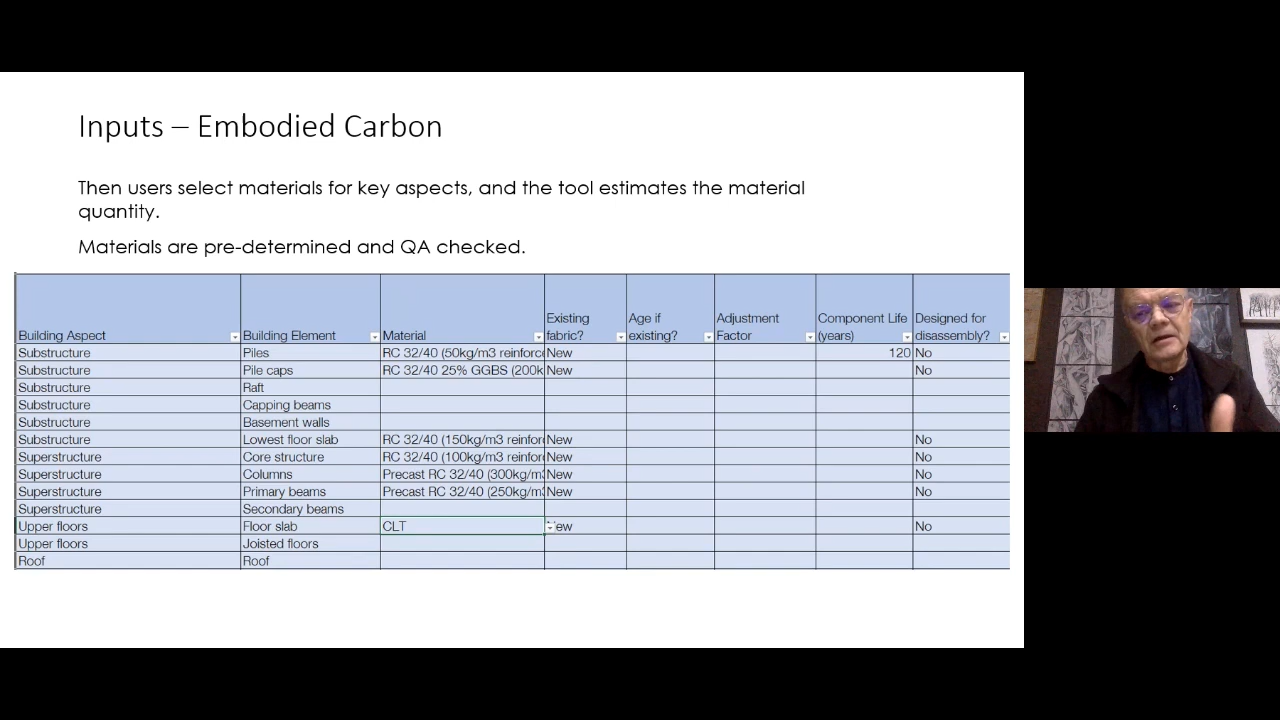 Inputs – Embodied Carbon
Then users select materials for key aspects, and the tool estimates the material
quantity.
Materials are pre-determined and QA checked.
Building Aspect Building Element Material Existing fabric? Age if existing? Adjustment Factor Component Life (years) Designed for disassembly?
Substructure Piles RC 32/40 (50kg/m3 reinforc New 120 No
Substructure Pile caps RC 32/40 25% GGBS (200k New No
Substructure Raft
Substructure Capping beams
Substructure Basement walls
Substructure Lowest floor slab RC 32/40 (150kg/m3 reinfor New No
Superstructure Core structure RC 32/40 (100kg/m3 reinfor New No
Superstructure Columns Precast RC 32/40 (300kg/m New No
Superstructure Primary beams Precast RC 32/40 (250kg/m New No
Superstructure Secondary beams
Upper floors Floor slab CLT ew No
Upper floors Joisted floors
Roof Roof